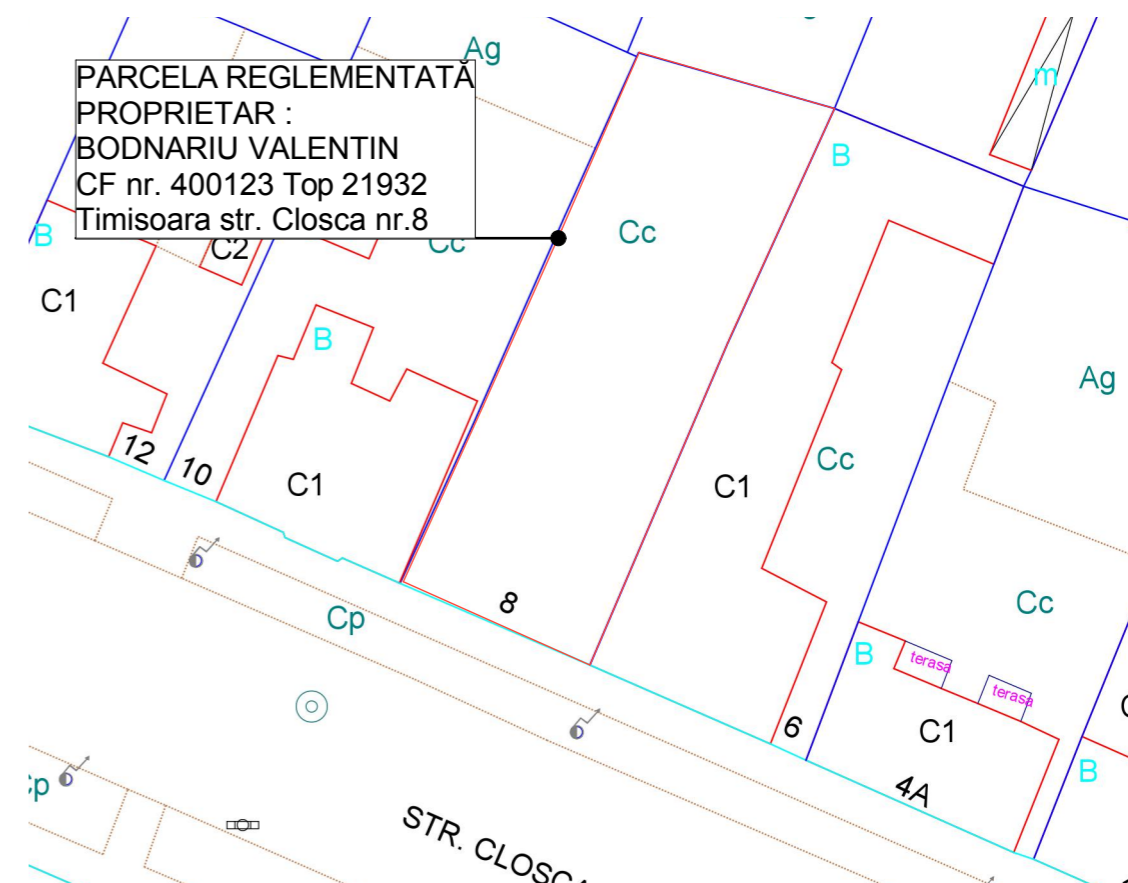 Ag
PARCELA REGLEMENTATĂ
PROPRIETAR :
BODNARIU VALENTIN
CF nr. 400123 Top 21932
Timisoara str. Closca nr.8
m
B
B
Cc
Cc
C2
C1
B
Ag
12
10
C1
C1
Cc
8
Cp
Cc
B
terasa
terasa
6
C1
B
4A
STR. CLOSCA